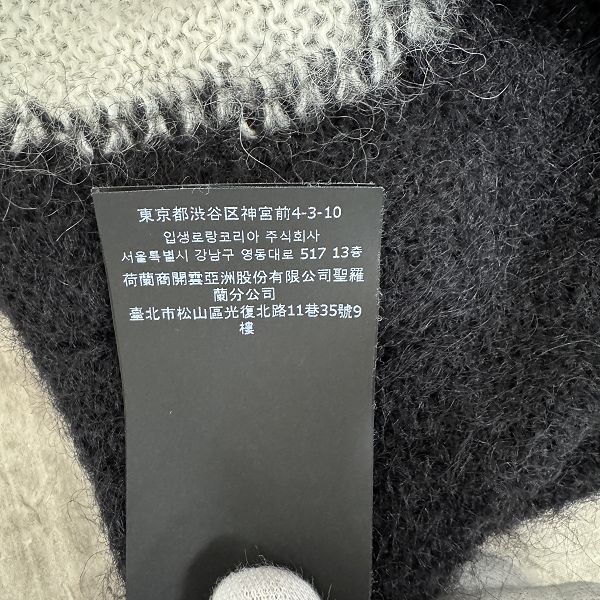 東京都渋谷区神宮前4-3-10
입생로랑코리아 주식회사
서울특별시 강남구 영동대로 517 13층
荷蘭商開雲亞洲股份有限公司聖羅
蘭分公司
臺北市松山區光復北路11巷35號9
樓